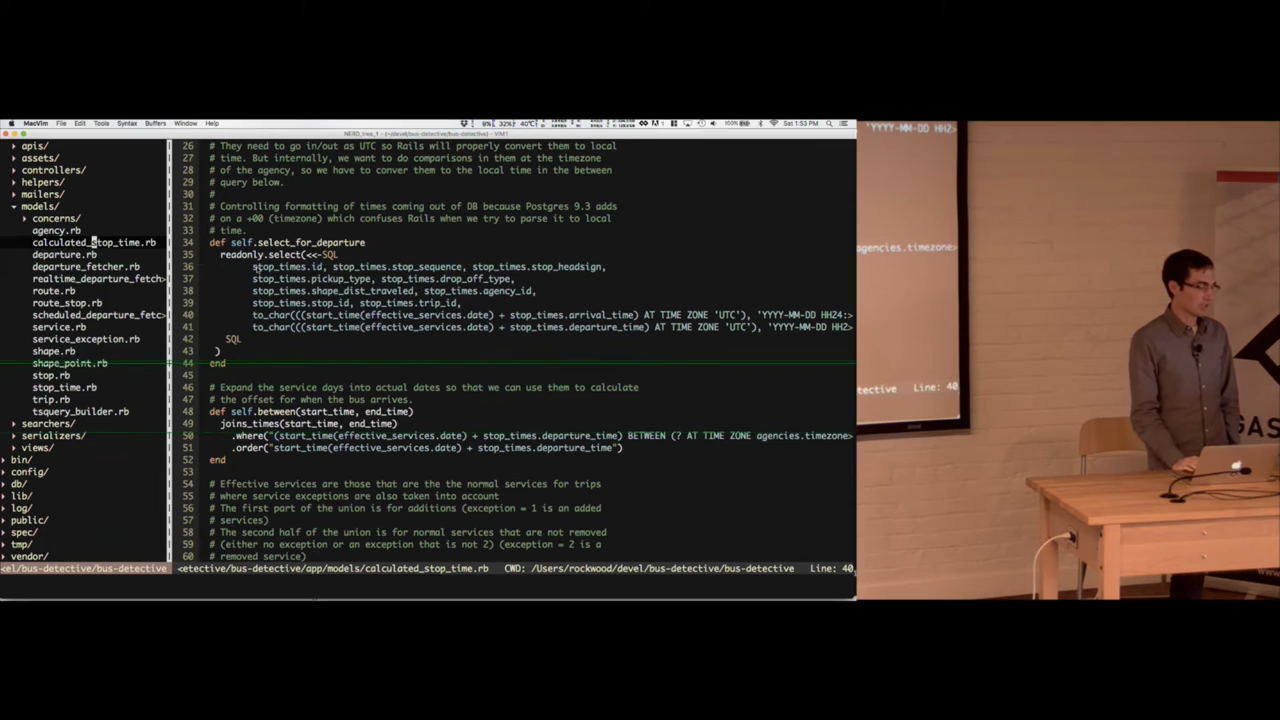 MacVim File Edit Tools Syntax Buffers Window Help
8% 32% 40°C 100% Sat 1:53 PM
NERD_tree_1 - (~/devel/bus-detective/bus-detective) - VIM1
apis/
assets/
controllers/
helpers/
mailers/
models/
concerns/
agency.rb
calculated_stop_time.rb
departure.rb
departure_fetcher.rb
realtime_departure_fetch>
route.rb
route_stop.rb
scheduled_departure_fetc>
service.rb
service_exception.rb
shape.rb
shape_point.rb
stop.rb
stop_time.rb
trip.rb
tsquery_builder.rb
searchers/
serializers/
views/
bin/
config/
db/
lib/
log/
public/
spec/
tmp/
vendor/
<el/bus-detective/bus-detective
26 # They need to go in/out as UTC so Rails will properly convert them to local
27 # time. But internally, we want to do comparisons in them at the timezone
28 # of the agency, so we have to conver them to the local time in the between
29 # query below.
30 #
31 # Controlling formatting of times coming out of DB because Postgres 9.3 adds
32 # on a +00 (timezone) which confuses Rails when we try to parse it to local
33 # time.
34 def self.select_for_departure
35 readonly.select(<<-SQL
36 stop_times.id, stop_times.stop_sequence, stop_times.stop_headsign,
37 stop_times.pickup_type, stop_times.drop_off_type,
38 stop_times.shape_dist_traveled, stop_times.agency_id,
39 stop_times.stop_id, stop_times.trip_id,
40 to_char(((start_time(effective_services.date) + stop_times.arrival_time) AT TIME ZONE 'UTC'), 'YYYY-MM-DD HH24:>
41 to_char(((start_time(effective_services.date) + stop_times.departure_time) AT TIME ZONE 'UTC'), 'YYYY-MM-DD HH2>
42 SQL
43 )
44 end
45
46 # Expand the service days into actual dates so that we can use them to calculate
47 # the offset for when the bus arrives.
48 def self.between(start_time, end_time)
49 joins_times(start_time, end_time)
50 .where("(start_time(effective_services.date) + stop_times.departure_time) BETWEEN (? AT TIME ZONE agencies.timezone>
51 .order("start_time(effective_services.date) + stop_times.departure_time")
52 end
53
54 # Effective services are those that are the the normal services for trips
55 # where service exceptions are also taken into account
56 # The first part of the union is for additions (exception = 1 is an added
57 # services)
58 # The second half of the union is for normal services that are not removed
59 # (either no exception or an exception that is not 2) (exception = 2 is a
60 # removed service)
<etective/bus-detective/app/models/calculated_stop_time.rb CWD: /Users/rockwood/devel/bus-detective/bus-detective Line: 40
'YYYY-MM-DD HH2>
agencies.timezone>
etective Line: 40
GAS